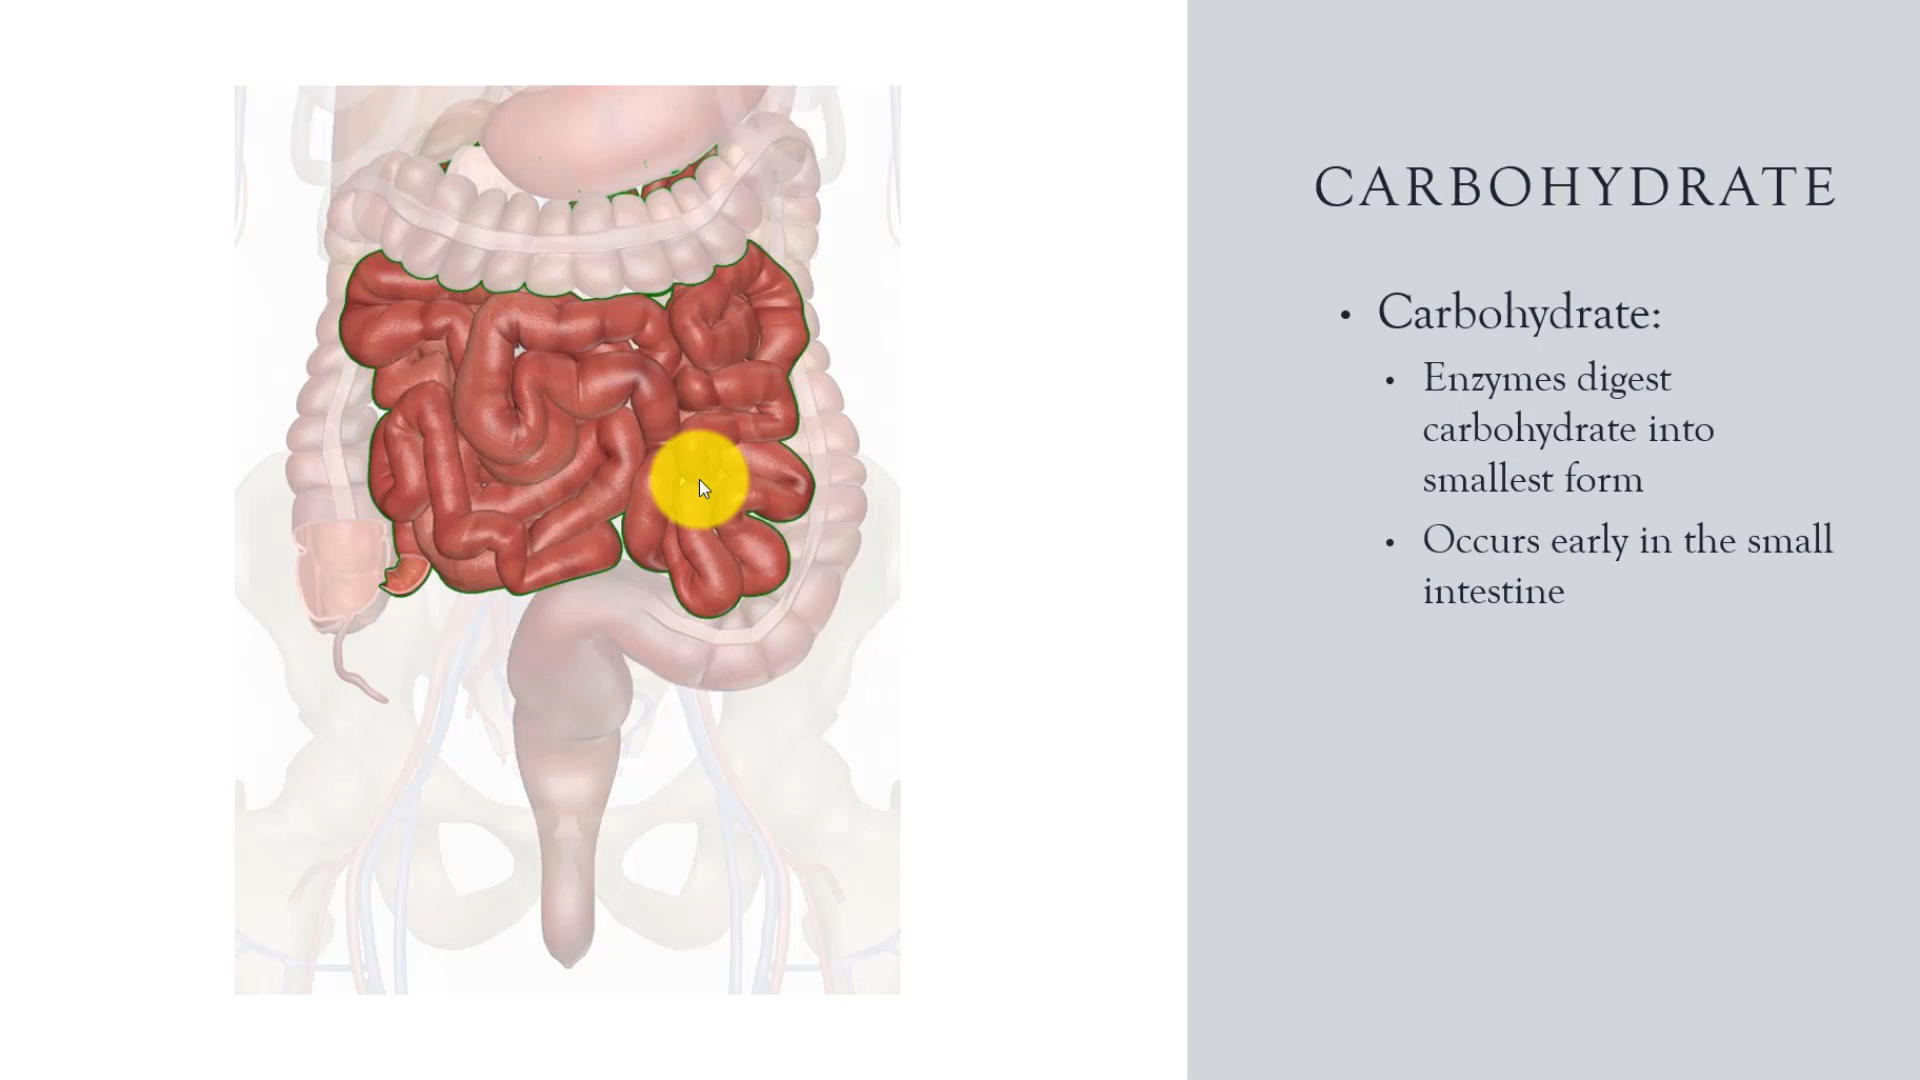 CARBOHYDRATE
• Carbohydrate:
• Enzymes digest
carbohydrate into
smallest form
• Occurs early in the small
intestine